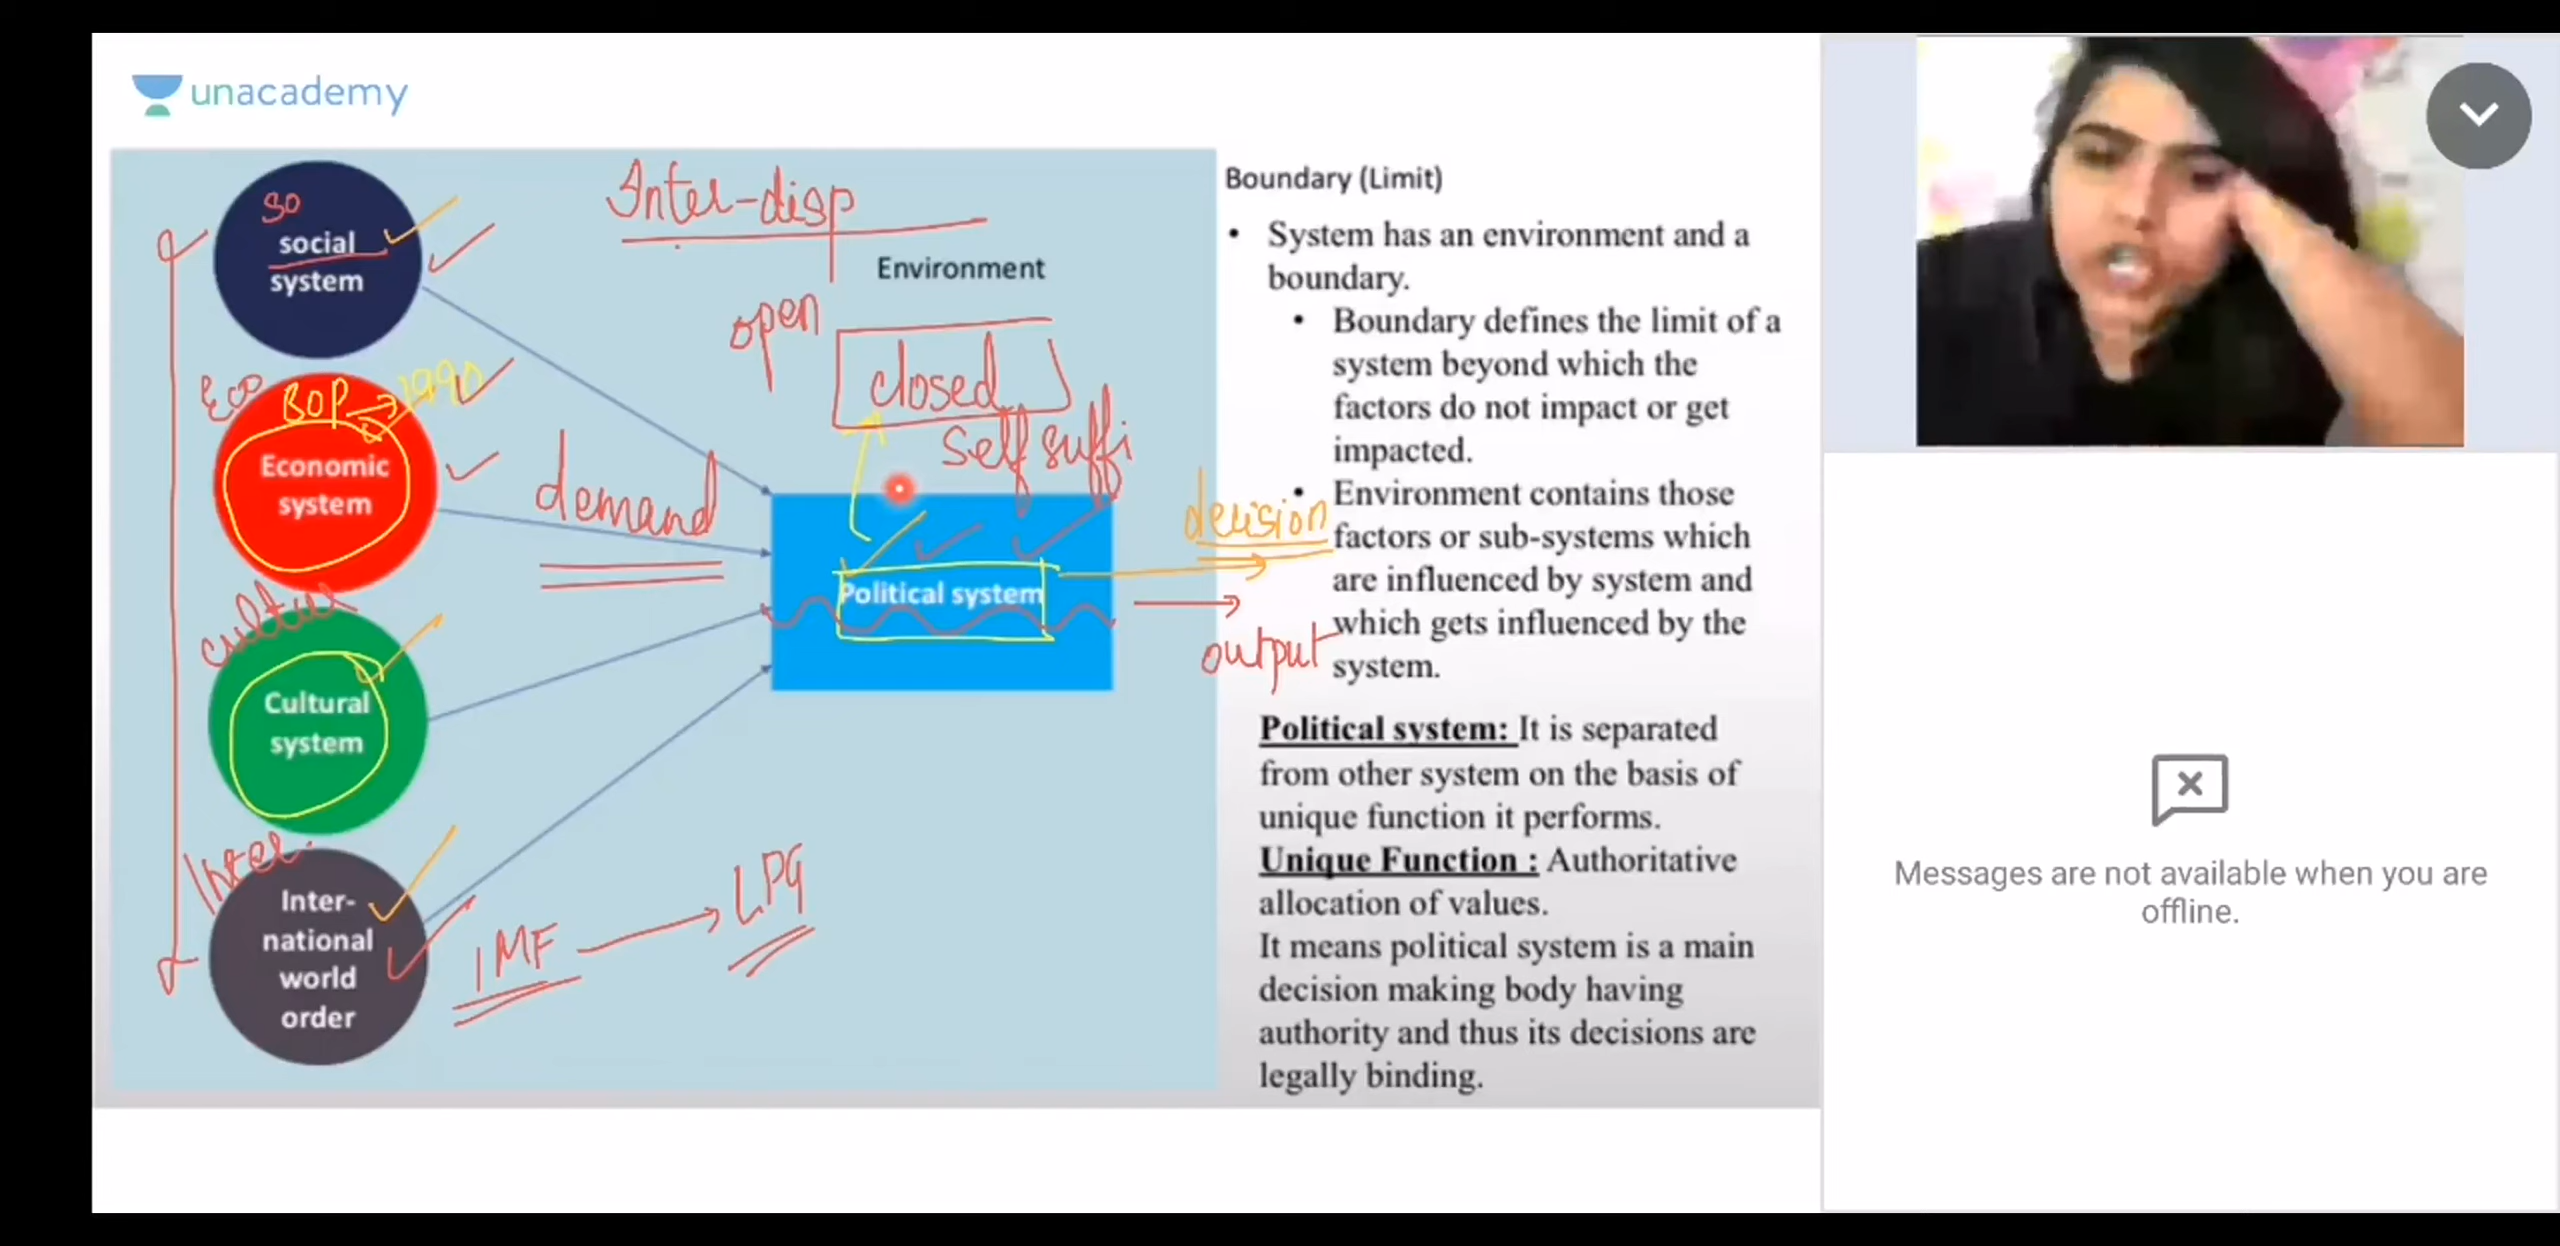 unacademy
so
social
system
Inter-disp
Environment
open
closed
self suffi
Eco
BOP → 1990
Economic
system
demand
Political system
decision
output
cultur
Cultural
system
Inter.
Inter-
national
world
order
IMF → LPG
Boundary (Limit)
• System has an environment and a
boundary.
• Boundary defines the limit of a
system beyond which the
factors do not impact or get
impacted.
• Environment contains those
factors or sub-systems which
are influenced by system and
which gets influenced by the
system.
Political system: It is separated
from other system on the basis of
unique function it performs.
Unique Function : Authoritative
allocation of values.
It means political system is a main
decision making body having
authority and thus its decisions are
legally binding.
Messages are not available when you are
offline.